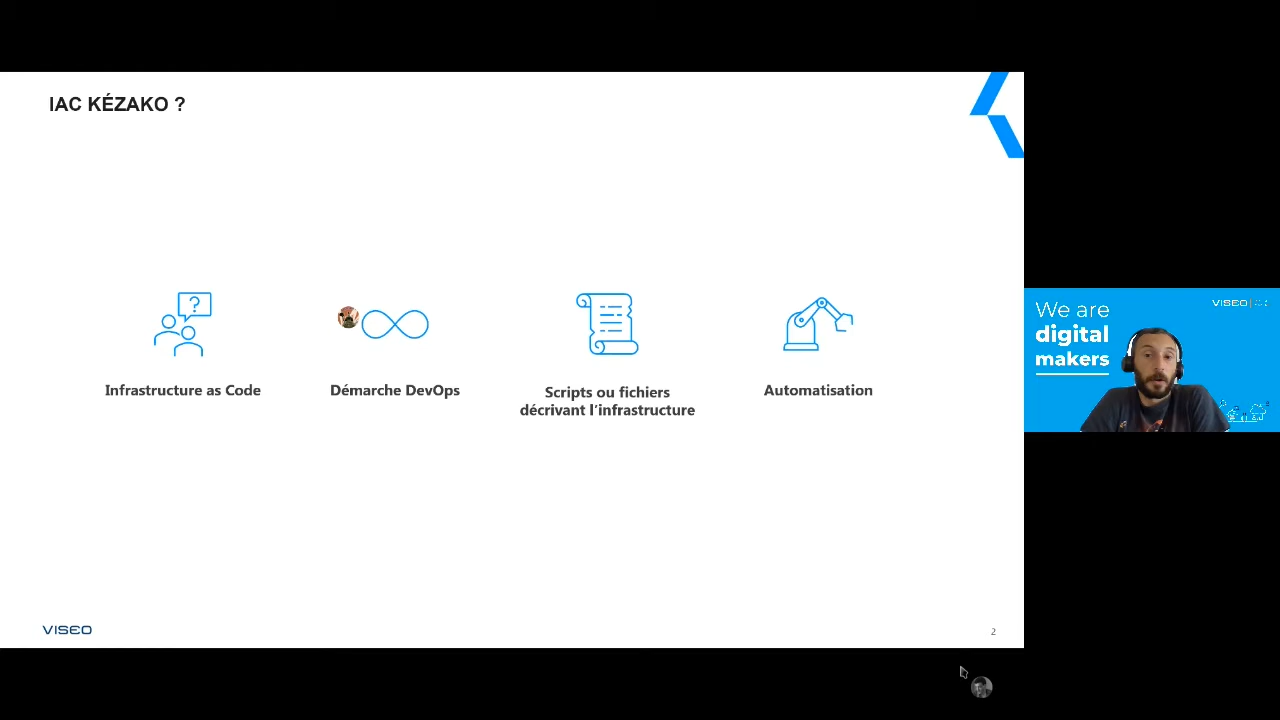 IAC KÉZAKO ?
?
Infrastructure as Code
Démarche DevOps
Scripts ou fichiers
décrivant l'infrastructure
Automatisation
VISEO
2
VISEO
We are
digital
makers